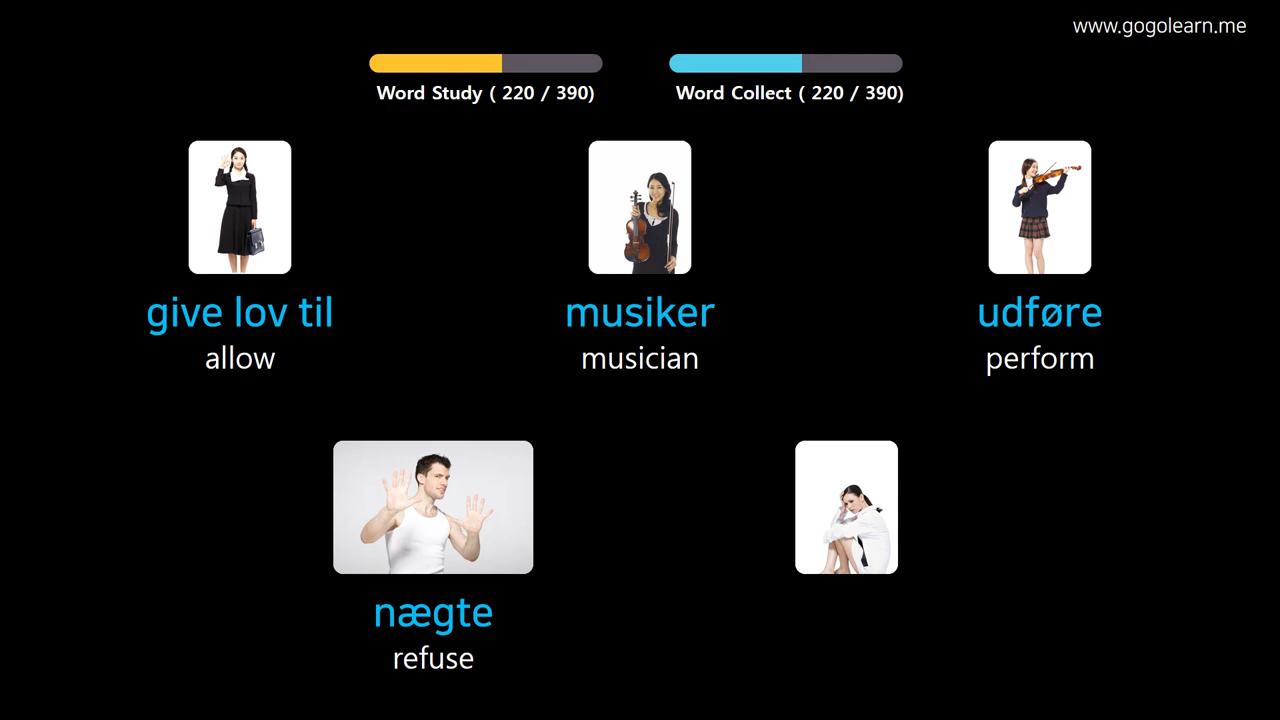 www.gogolearn.me
Word Study ( 220 / 390)
Word Collect ( 220 / 390)
give lov til
allow
musiker
musician
udføre
perform
nægte
refuse